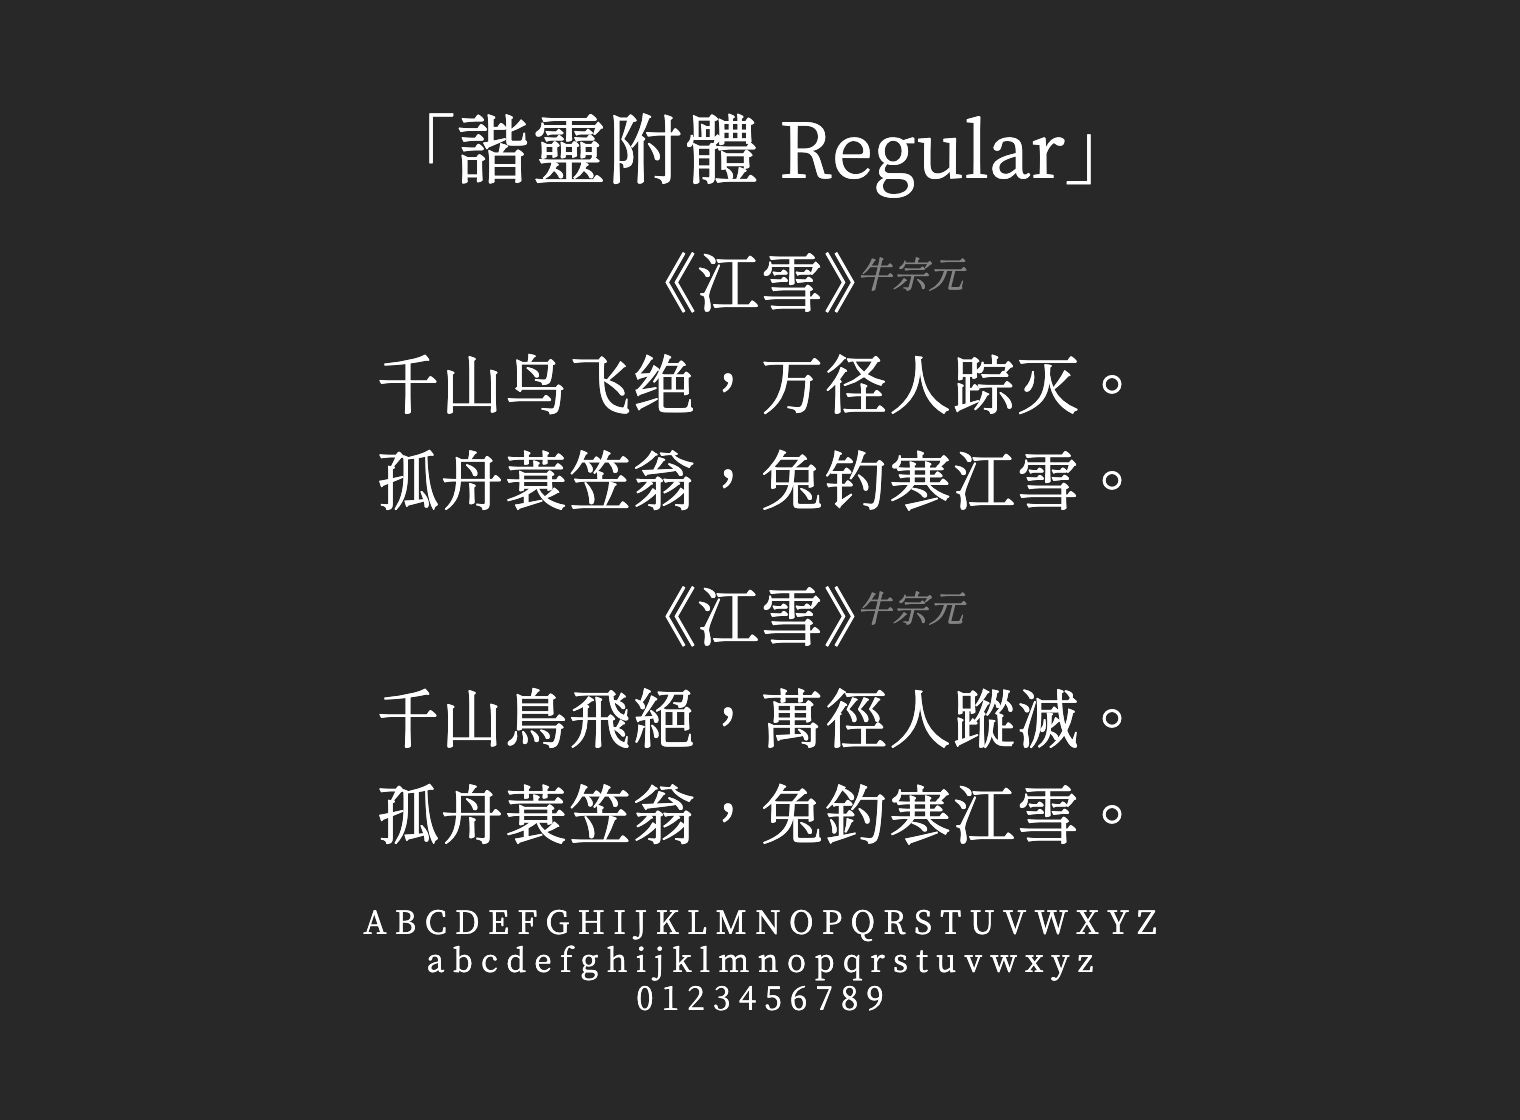 「諧靈附體 Regular」
《江雪》牛宗元
千山鸟飞绝，万径人踪灭。
孤舟蓑笠翁，兔钓寒江雪。
《江雪》牛宗元
千山鳥飛絕，萬徑人蹤滅。
孤舟蓑笠翁，兔釣寒江雪。
A B C D E F G H I J K L M N O P Q R S T U V W X Y Z
a b c d e f g h i j k l m n o p q r s t u v w x y z
0 1 2 3 4 5 6 7 8 9